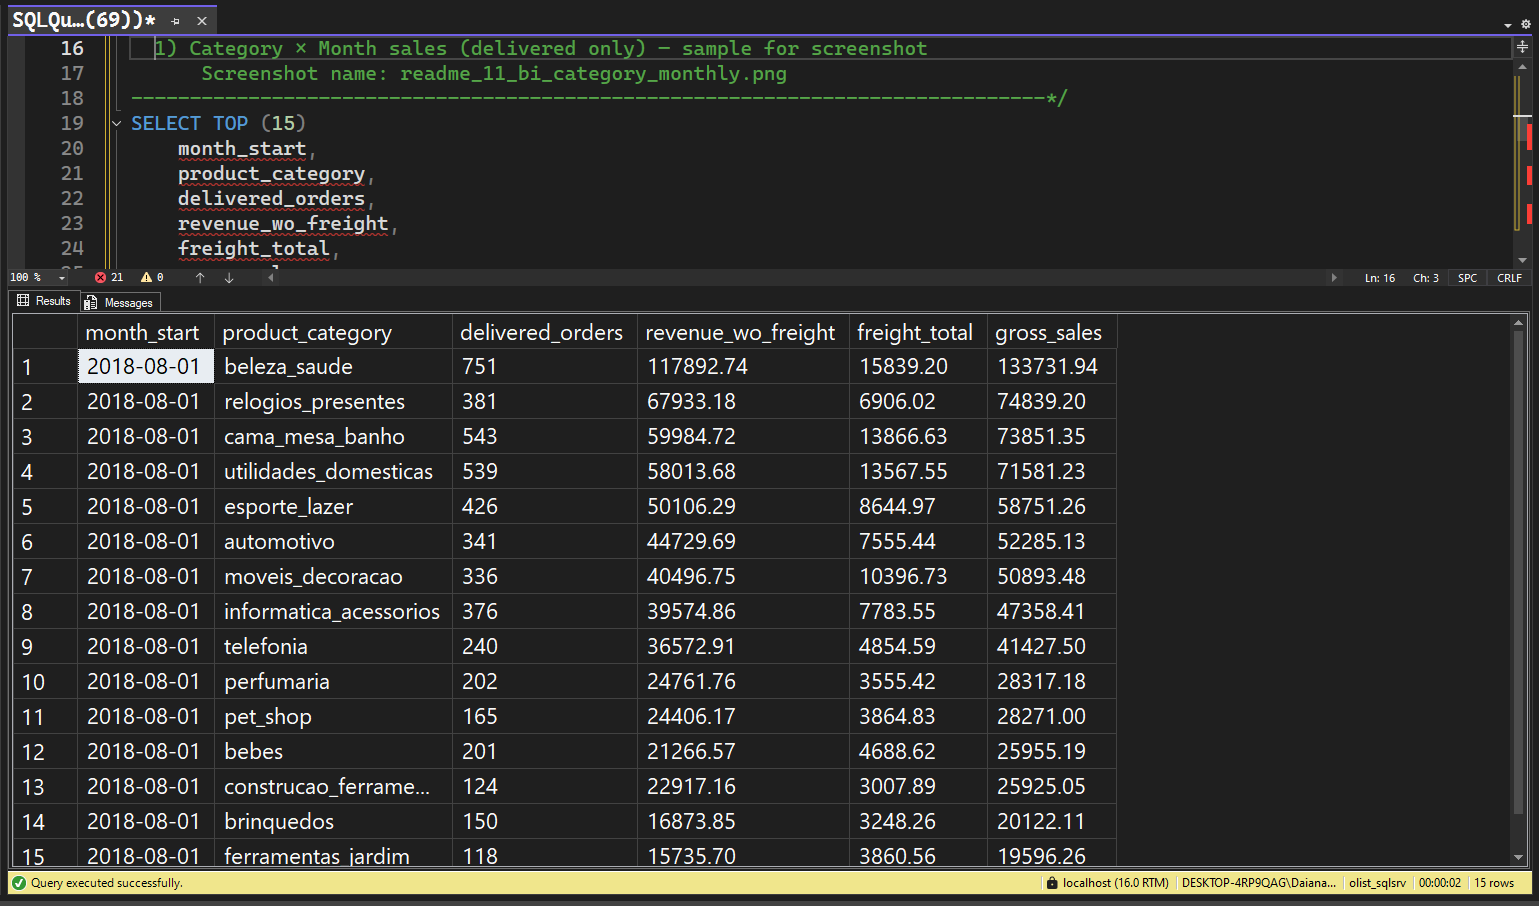 SQLQu...(69))*
16 1) Category × Month sales (delivered only) — sample for screenshot
17 Screenshot name: readme_11_bi_category_monthly.png
18 ------------------------------------------------------------------------------*/
19 SELECT TOP (15)
20 month_start,
21 product_category,
22 delivered_orders,
23 revenue_wo_freight,
24 freight_total,
100 % 21 0 Ln: 16 Ch: 3 SPC CRLF
Results Messages
month_start product_category delivered_orders revenue_wo_freight freight_total gross_sales
1 2018-08-01 beleza_saude 751 117892.74 15839.20 133731.94
2 2018-08-01 relogios_presentes 381 67933.18 6906.02 74839.20
3 2018-08-01 cama_mesa_banho 543 59984.72 13866.63 73851.35
4 2018-08-01 utilidades_domesticas 539 58013.68 13567.55 71581.23
5 2018-08-01 esporte_lazer 426 50106.29 8644.97 58751.26
6 2018-08-01 automotivo 341 44729.69 7555.44 52285.13
7 2018-08-01 moveis_decoracao 336 40496.75 10396.73 50893.48
8 2018-08-01 informatica_acessorios 376 39574.86 7783.55 47358.41
9 2018-08-01 telefonia 240 36572.91 4854.59 41427.50
10 2018-08-01 perfumaria 202 24761.76 3555.42 28317.18
11 2018-08-01 pet_shop 165 24406.17 3864.83 28271.00
12 2018-08-01 bebes 201 21266.57 4688.62 25955.19
13 2018-08-01 construcao_ferrame... 124 22917.16 3007.89 25925.05
14 2018-08-01 brinquedos 150 16873.85 3248.26 20122.11
15 2018-08-01 ferramentas_jardim 118 15735.70 3860.56 19596.26
Query executed successfully. localhost (16.0 RTM) DESKTOP-4RP9QAG\Daiana... olist_sqlsrv 00:00:02 15 rows